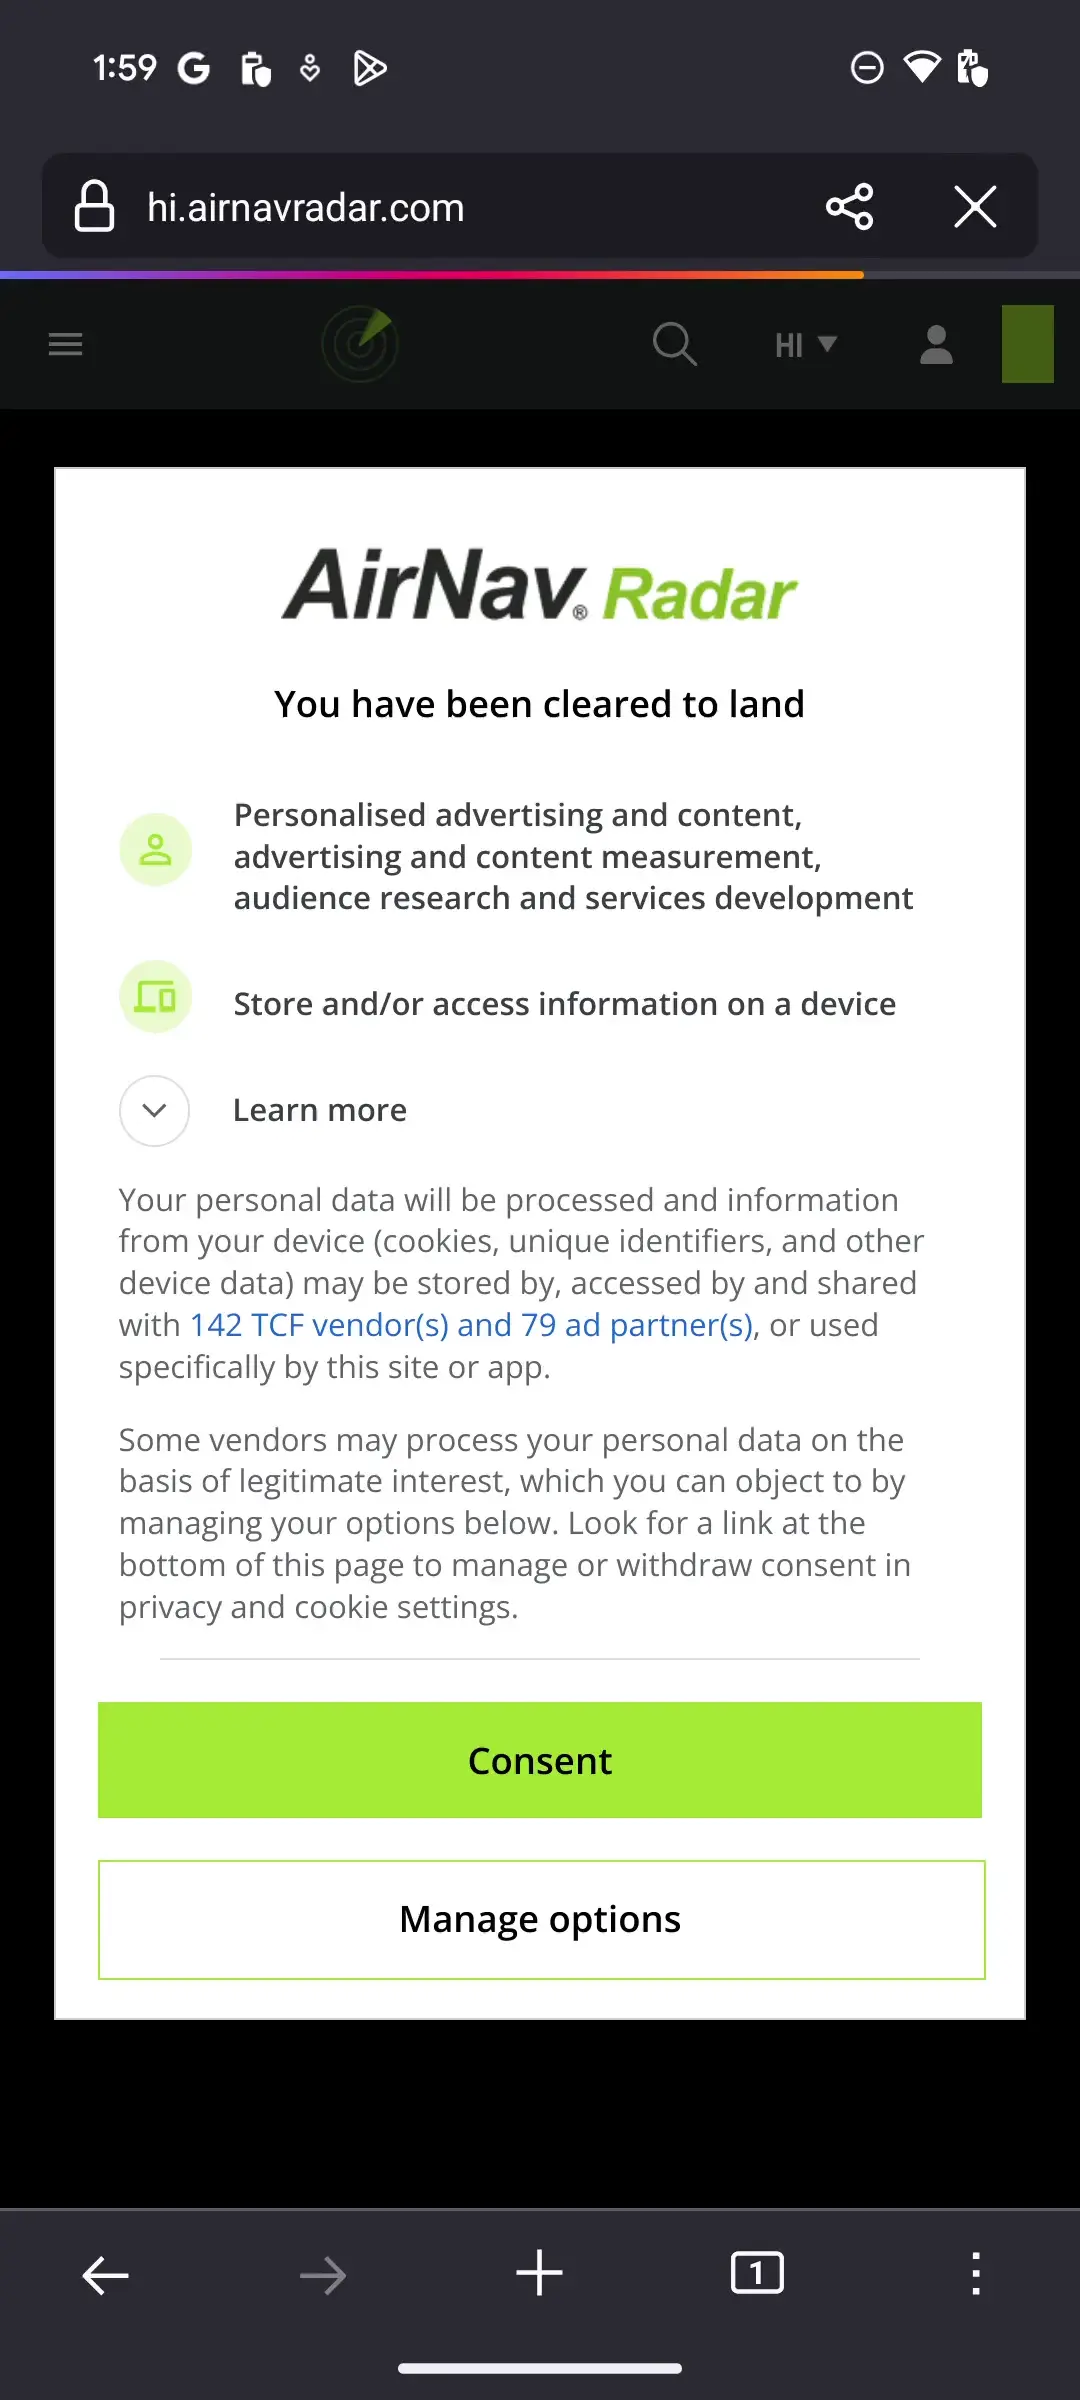 1:59
hi.airnavradar.com
HI
AirNav® Radar
You have been cleared to land
Personalised advertising and content,
advertising and content measurement,
audience research and services development
Store and/or access information on a device
Learn more
Your personal data will be processed and information
from your device (cookies, unique identifiers, and other
device data) may be stored by, accessed by and shared
with 142 TCF vendor(s) and 79 ad partner(s), or used
specifically by this site or app.
Some vendors may process your personal data on the
basis of legitimate interest, which you can object to by
managing your options below. Look for a link at the
bottom of this page to manage or withdraw consent in
privacy and cookie settings.
Consent
Manage options
1